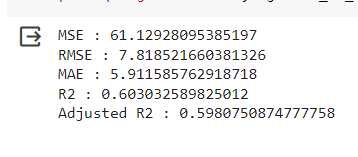 MSE : 61.12928095385197
RMSE : 7.818521660381326
MAE : 5.911585762918718
R2 : 0.603032589825012
Adjusted R2 : 0.5980750874777758